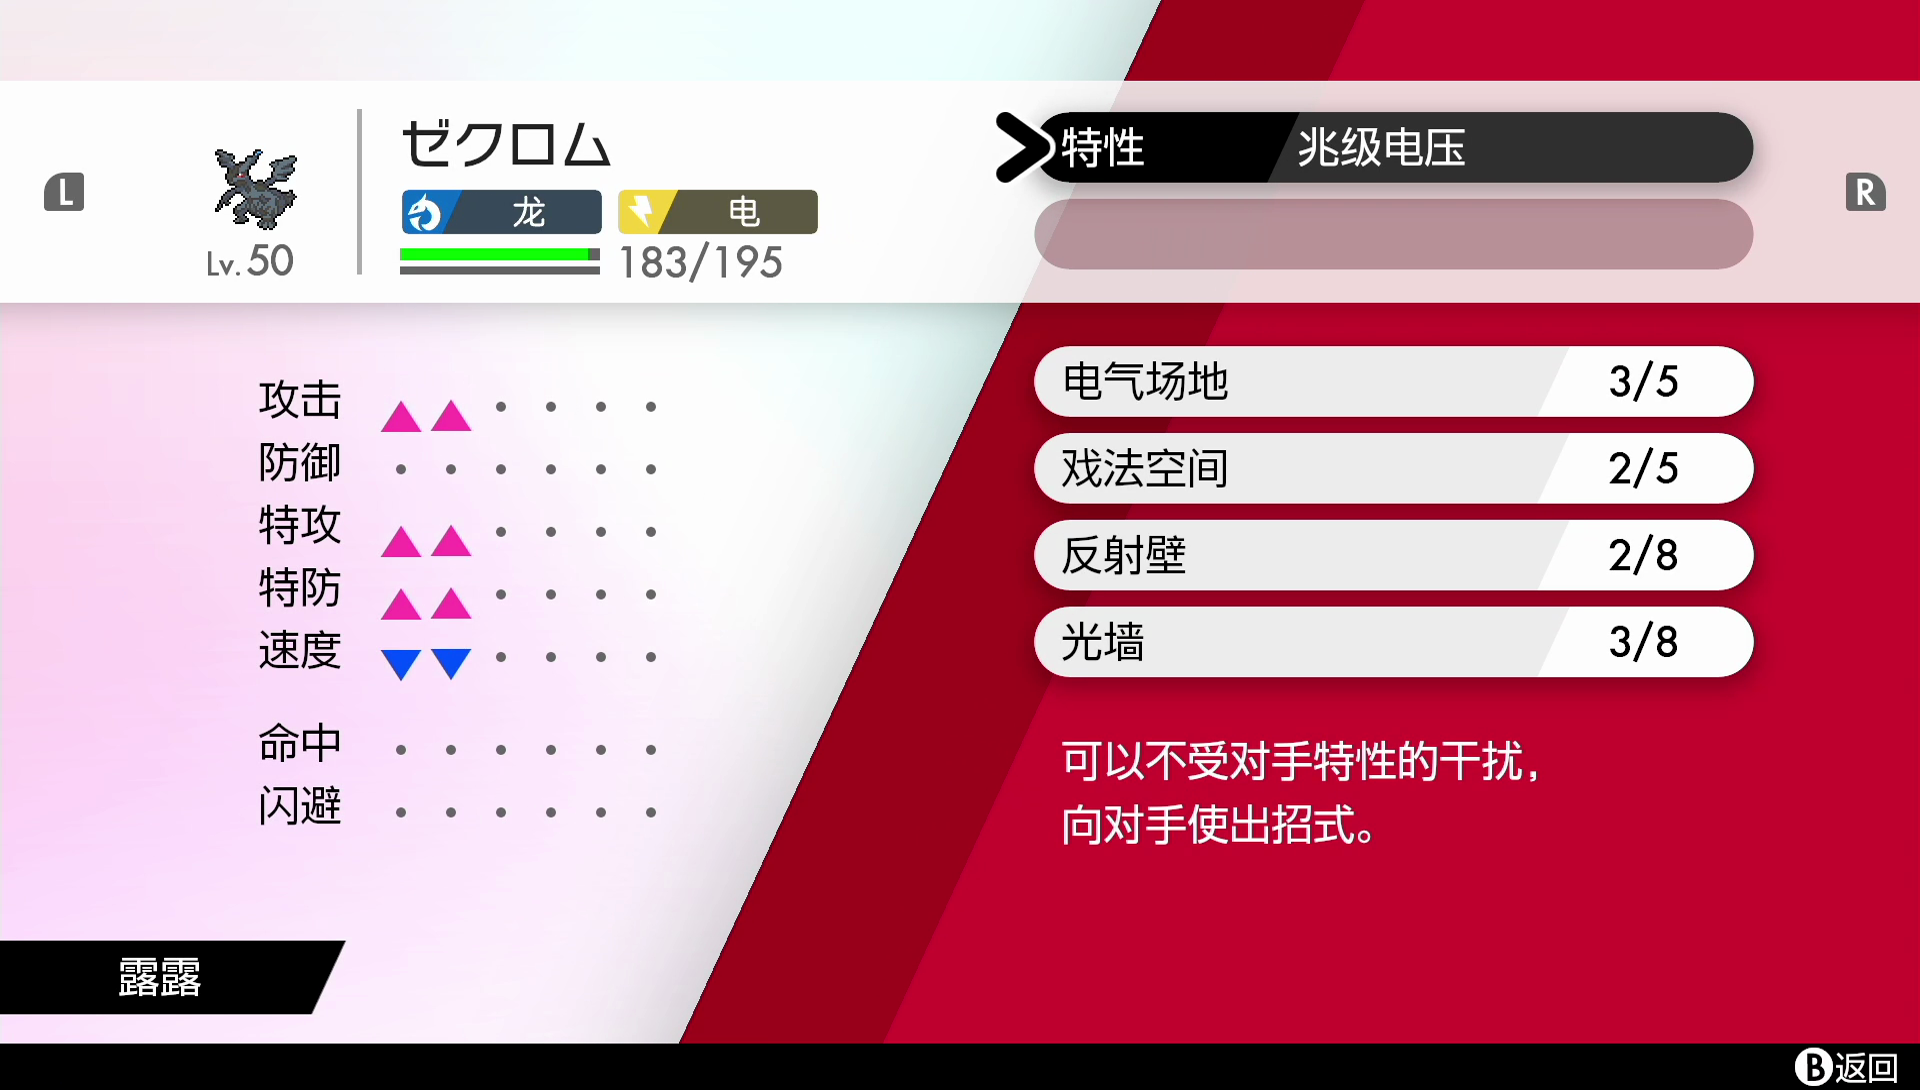 L
ゼクロム
龙 电
Lv.50
183/195
特性 兆级电压
R
攻击
防御
特攻
特防
速度
命中
闪避
电气场地 3/5
戏法空间 2/5
反射壁 2/8
光墙 3/8
可以不受对手特性的干扰，
向对手使出招式。
露露
B返回